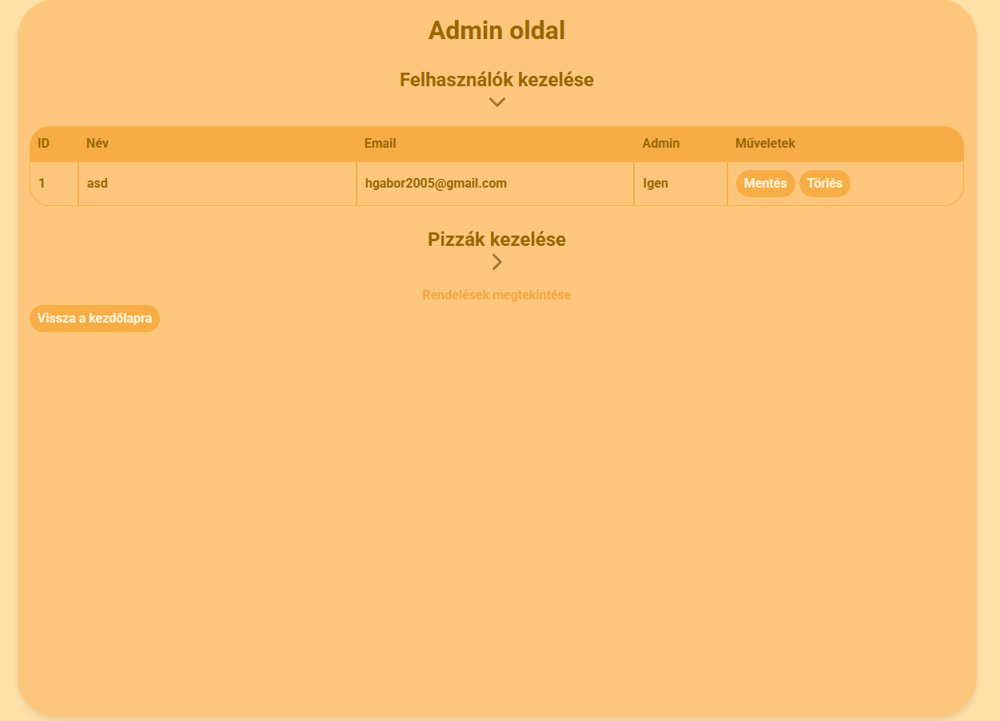 Admin oldal
Felhasználók kezelése
ID Név Email Admin Műveletek
1 asd hgabor2005@gmail.com Igen Mentés Törlés
Pizzák kezelése
Rendelések megtekintése
Vissza a kezdőlapra